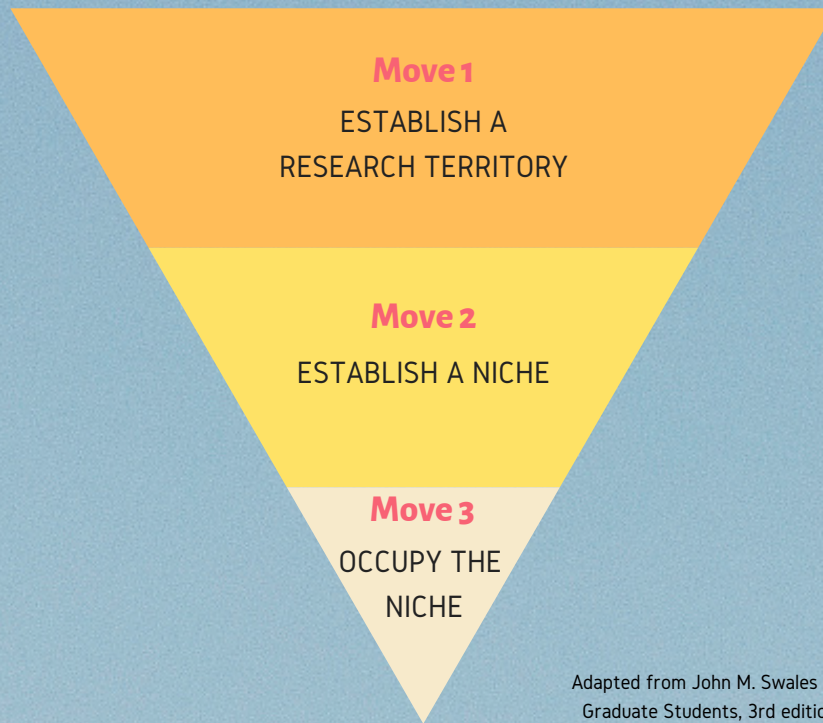 Move 1
ESTABLISH A
RESEARCH TERRITORY
Move 2
ESTABLISH A NICHE
Move 3
OCCUPY THE
NICHE
Adapted from John M. Swales
Graduate Students, 3rd editio